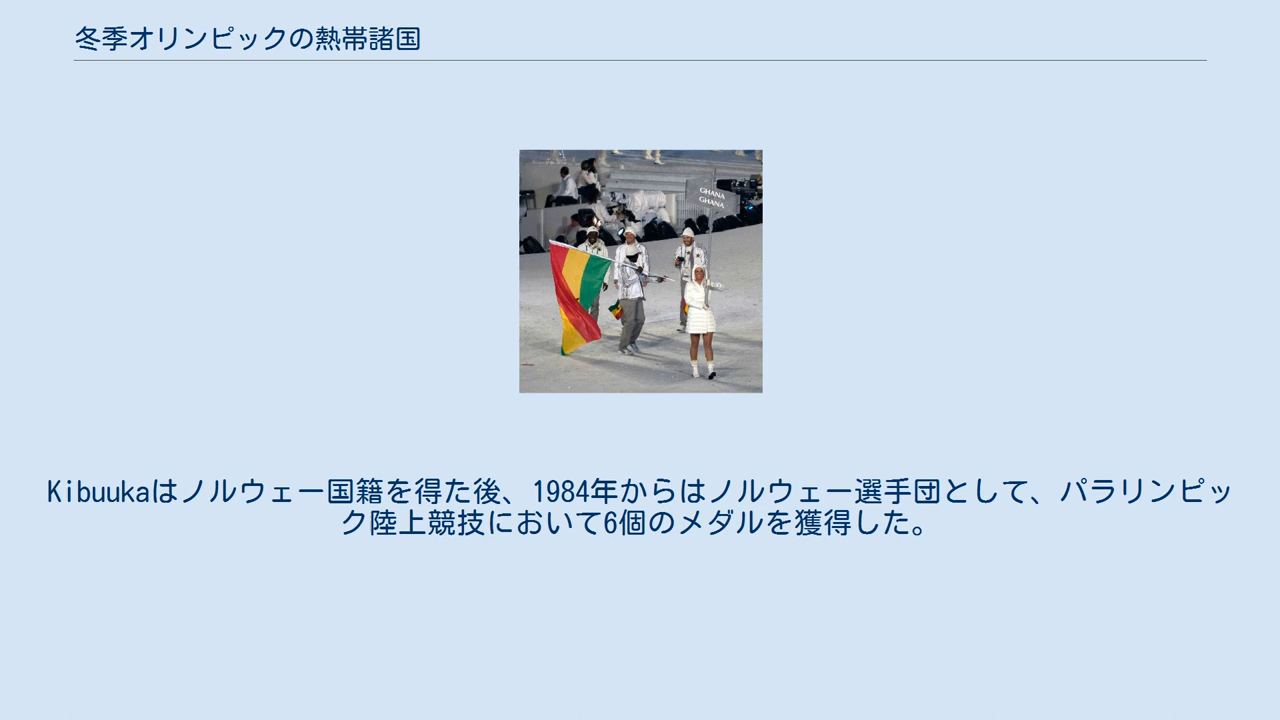 冬季オリンピックの熱帯諸国
GHANA
GHANA
Kibuukaはノルウェー国籍を得た後、1984年からはノルウェー選手団として、パラリンピッ
ク陸上競技において6個のメダルを獲得した。